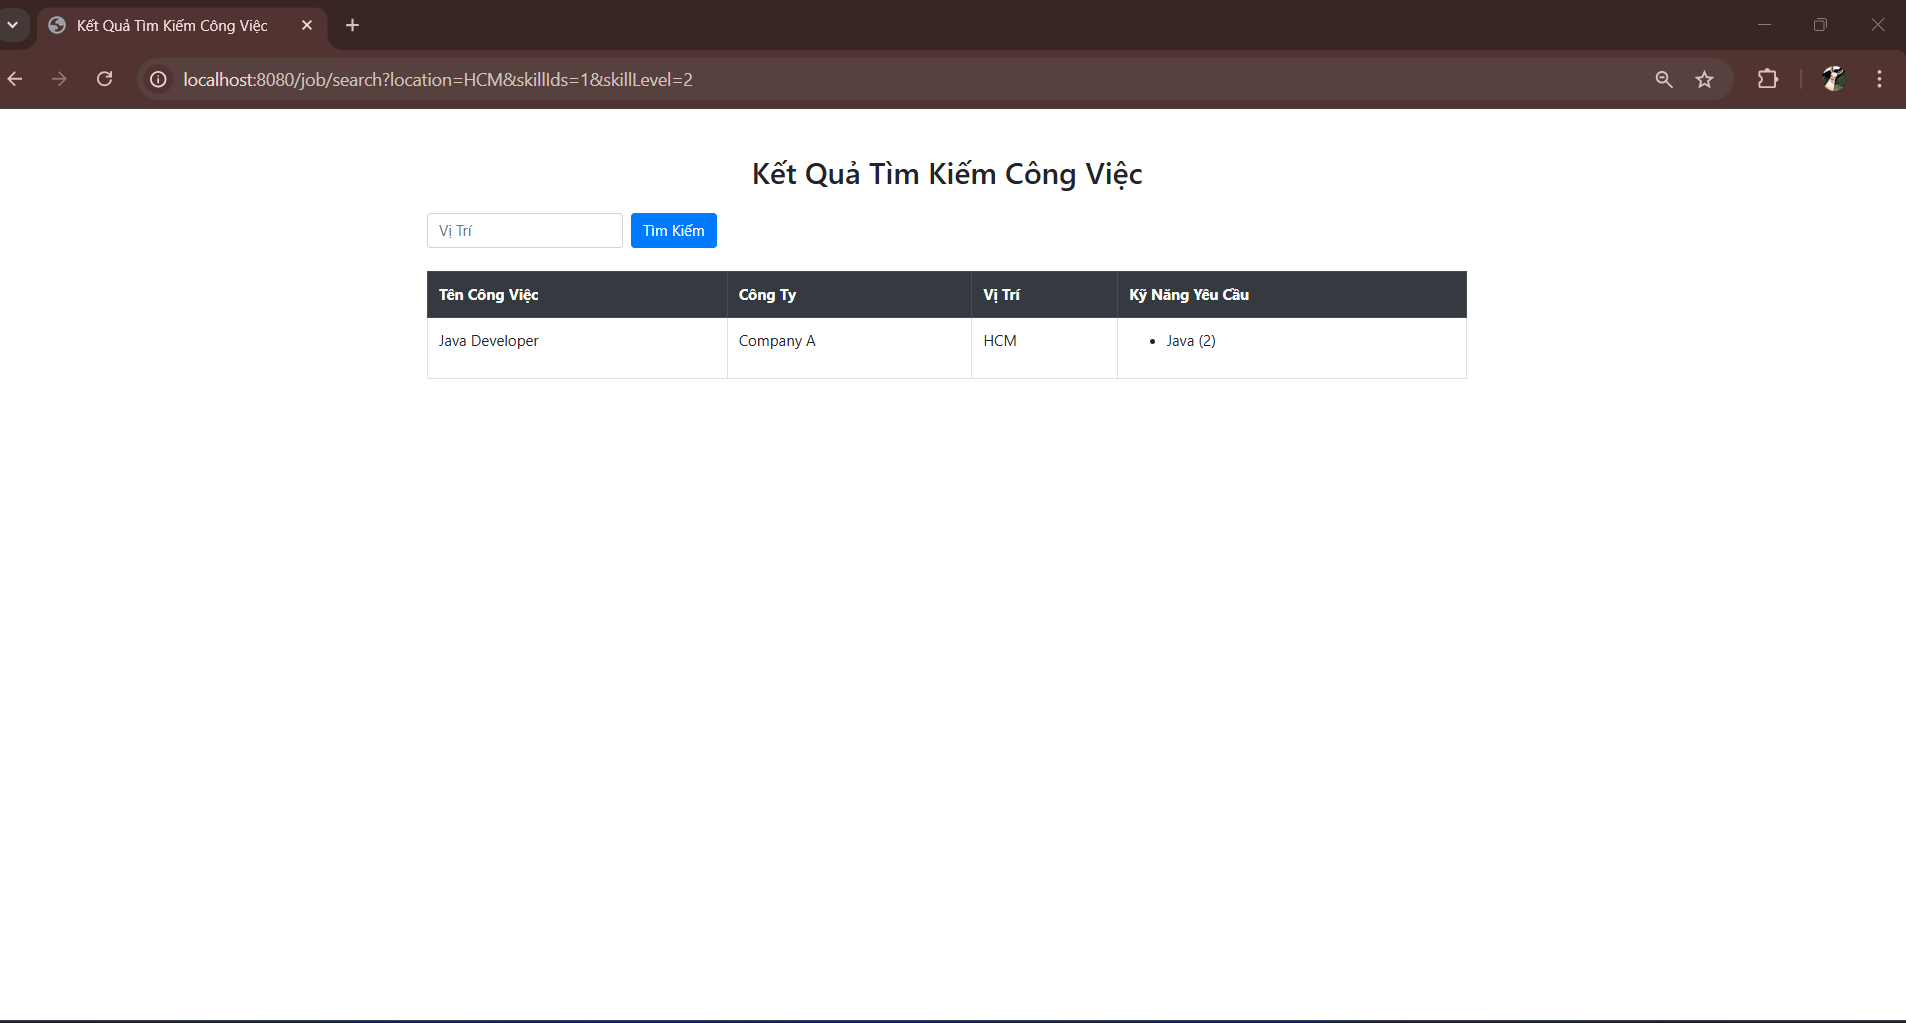 Kết Quả Tìm Kiếm Công Việc
localhost:8080/job/search?location=HCM&skillIds=1&skillLevel=2
Kết Quả Tìm Kiếm Công Việc
Vị Trí Tìm Kiếm
Tên Công Việc Công Ty Vị Trí Kỹ Năng Yêu Cầu
Java Developer Company A HCM • Java (2)